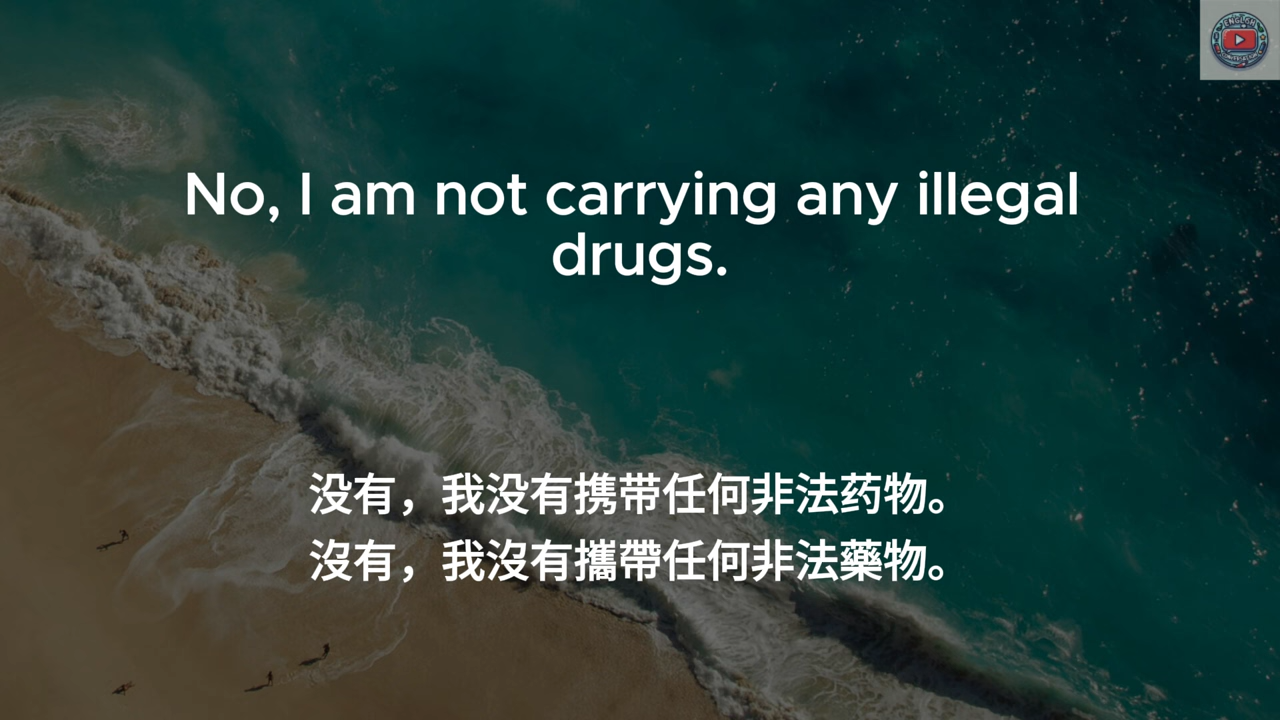 ENGLISH
No, I am not carrying any illegal
drugs.
没有，我没有携带任何非法药物。
沒有，我沒有攜帶任何非法藥物。